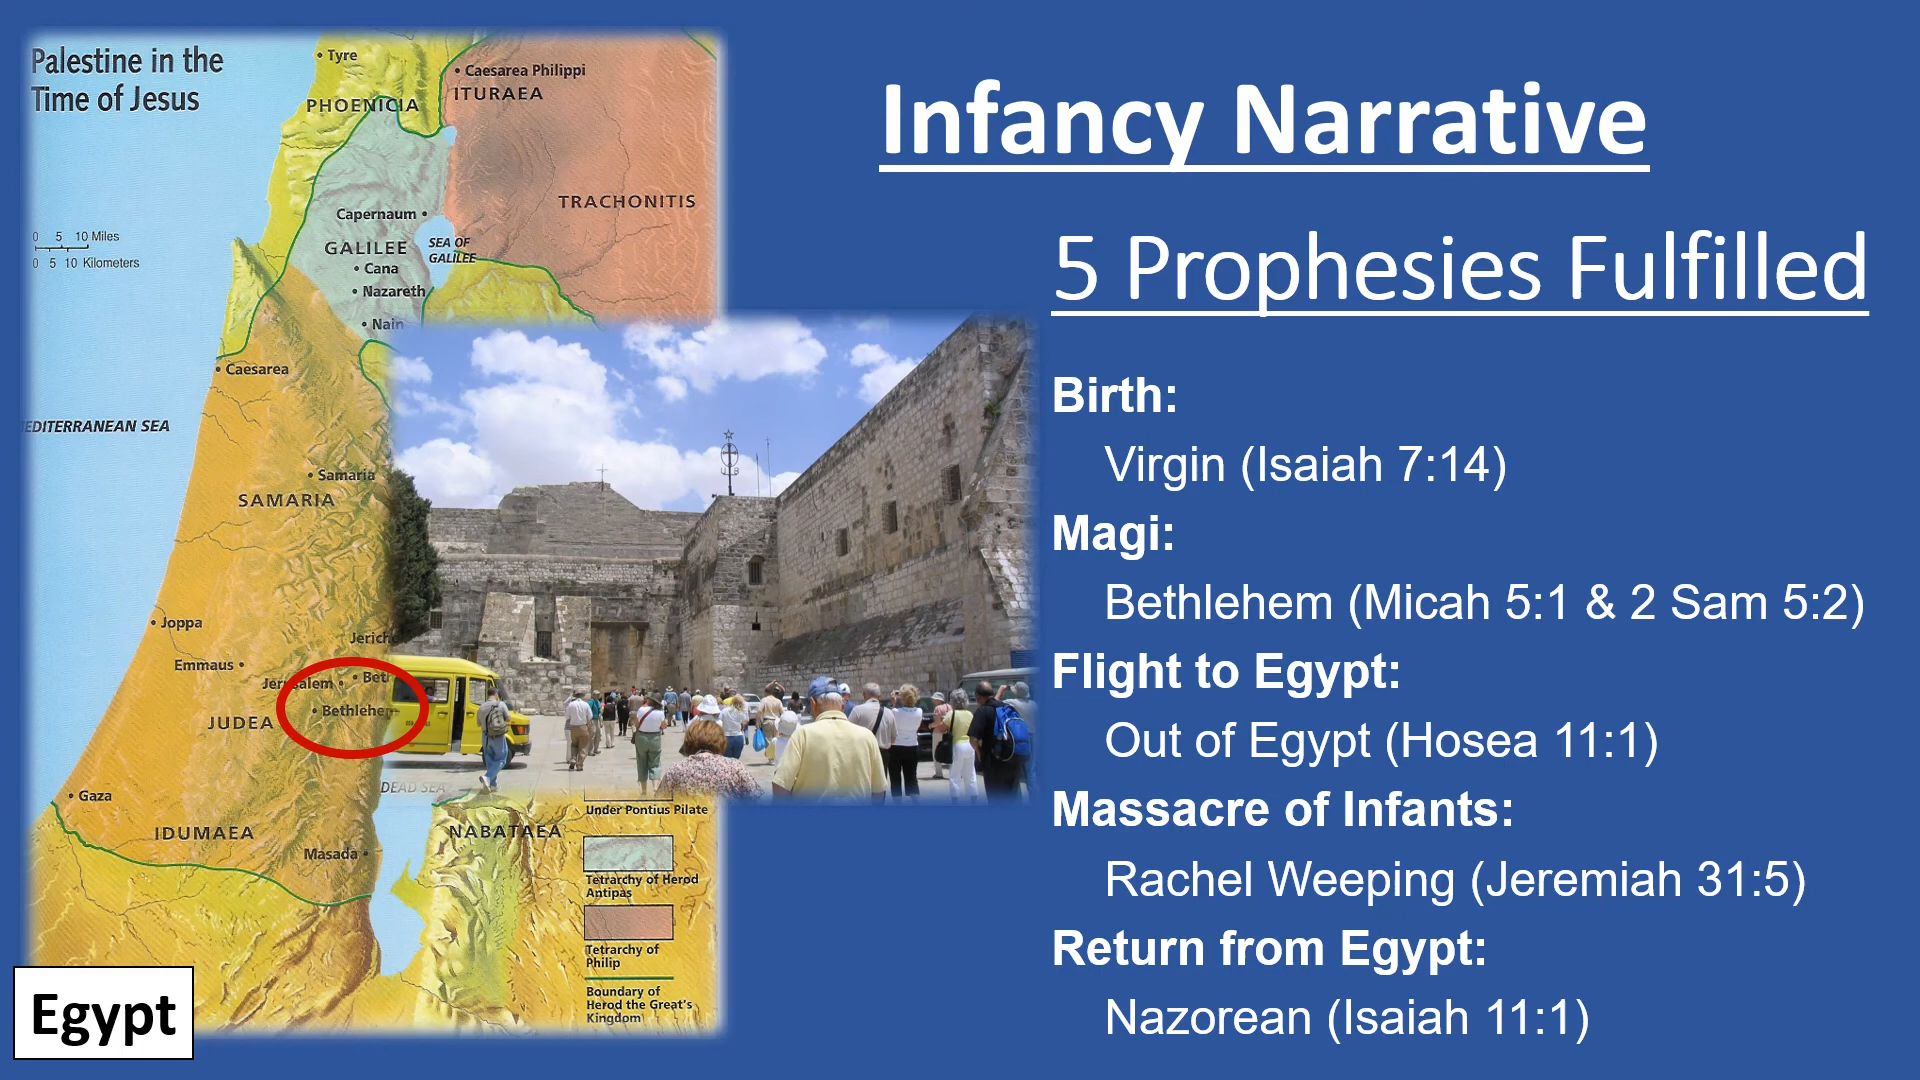 Palestine in the
Time of Jesus
Tyre
Caesarea Philippi
PHOENICIA
ITURAEA
TRACHONITIS
Capernaum
0 5 10 Miles
0 5 10 Kilometers
GALILEE
SEA OF
GALILEE
Cana
Nazareth
Nain
Caesarea
EDITERRANEAN SEA
Samaria
SAMARIA
Joppa
Jerich
Emmaus
Jerusalem
Bet
Bethlehem
JUDEA
DEAD SEA
Gaza
IDUMAEA
Masada
NABATAEA
Under Pontius Pilate
Tetrarchy of Herod
Antipas
Tetrarchy of
Philip
Boundary of
Herod the Great's
Kingdom
Egypt
Infancy Narrative
5 Prophesies Fulfilled
Birth:
Virgin (Isaiah 7:14)
Magi:
Bethlehem (Micah 5:1 & 2 Sam 5:2)
Flight to Egypt:
Out of Egypt (Hosea 11:1)
Massacre of Infants:
Rachel Weeping (Jeremiah 31:5)
Return from Egypt:
Nazorean (Isaiah 11:1)